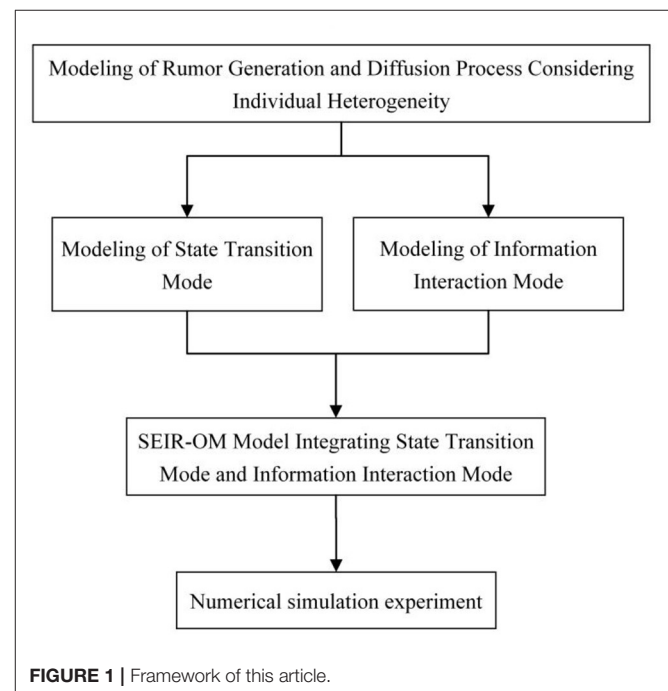 Modeling of Rumor Generation and Diffusion Process Considering
Individual Heterogeneity
Modeling of State Transition
Mode
Modeling of Information
Interaction Mode
SEIR-OM Model Integrating State Transition
Mode and Information Interaction Mode
Numerical simulation experiment
FIGURE 1 | Framework of this article.